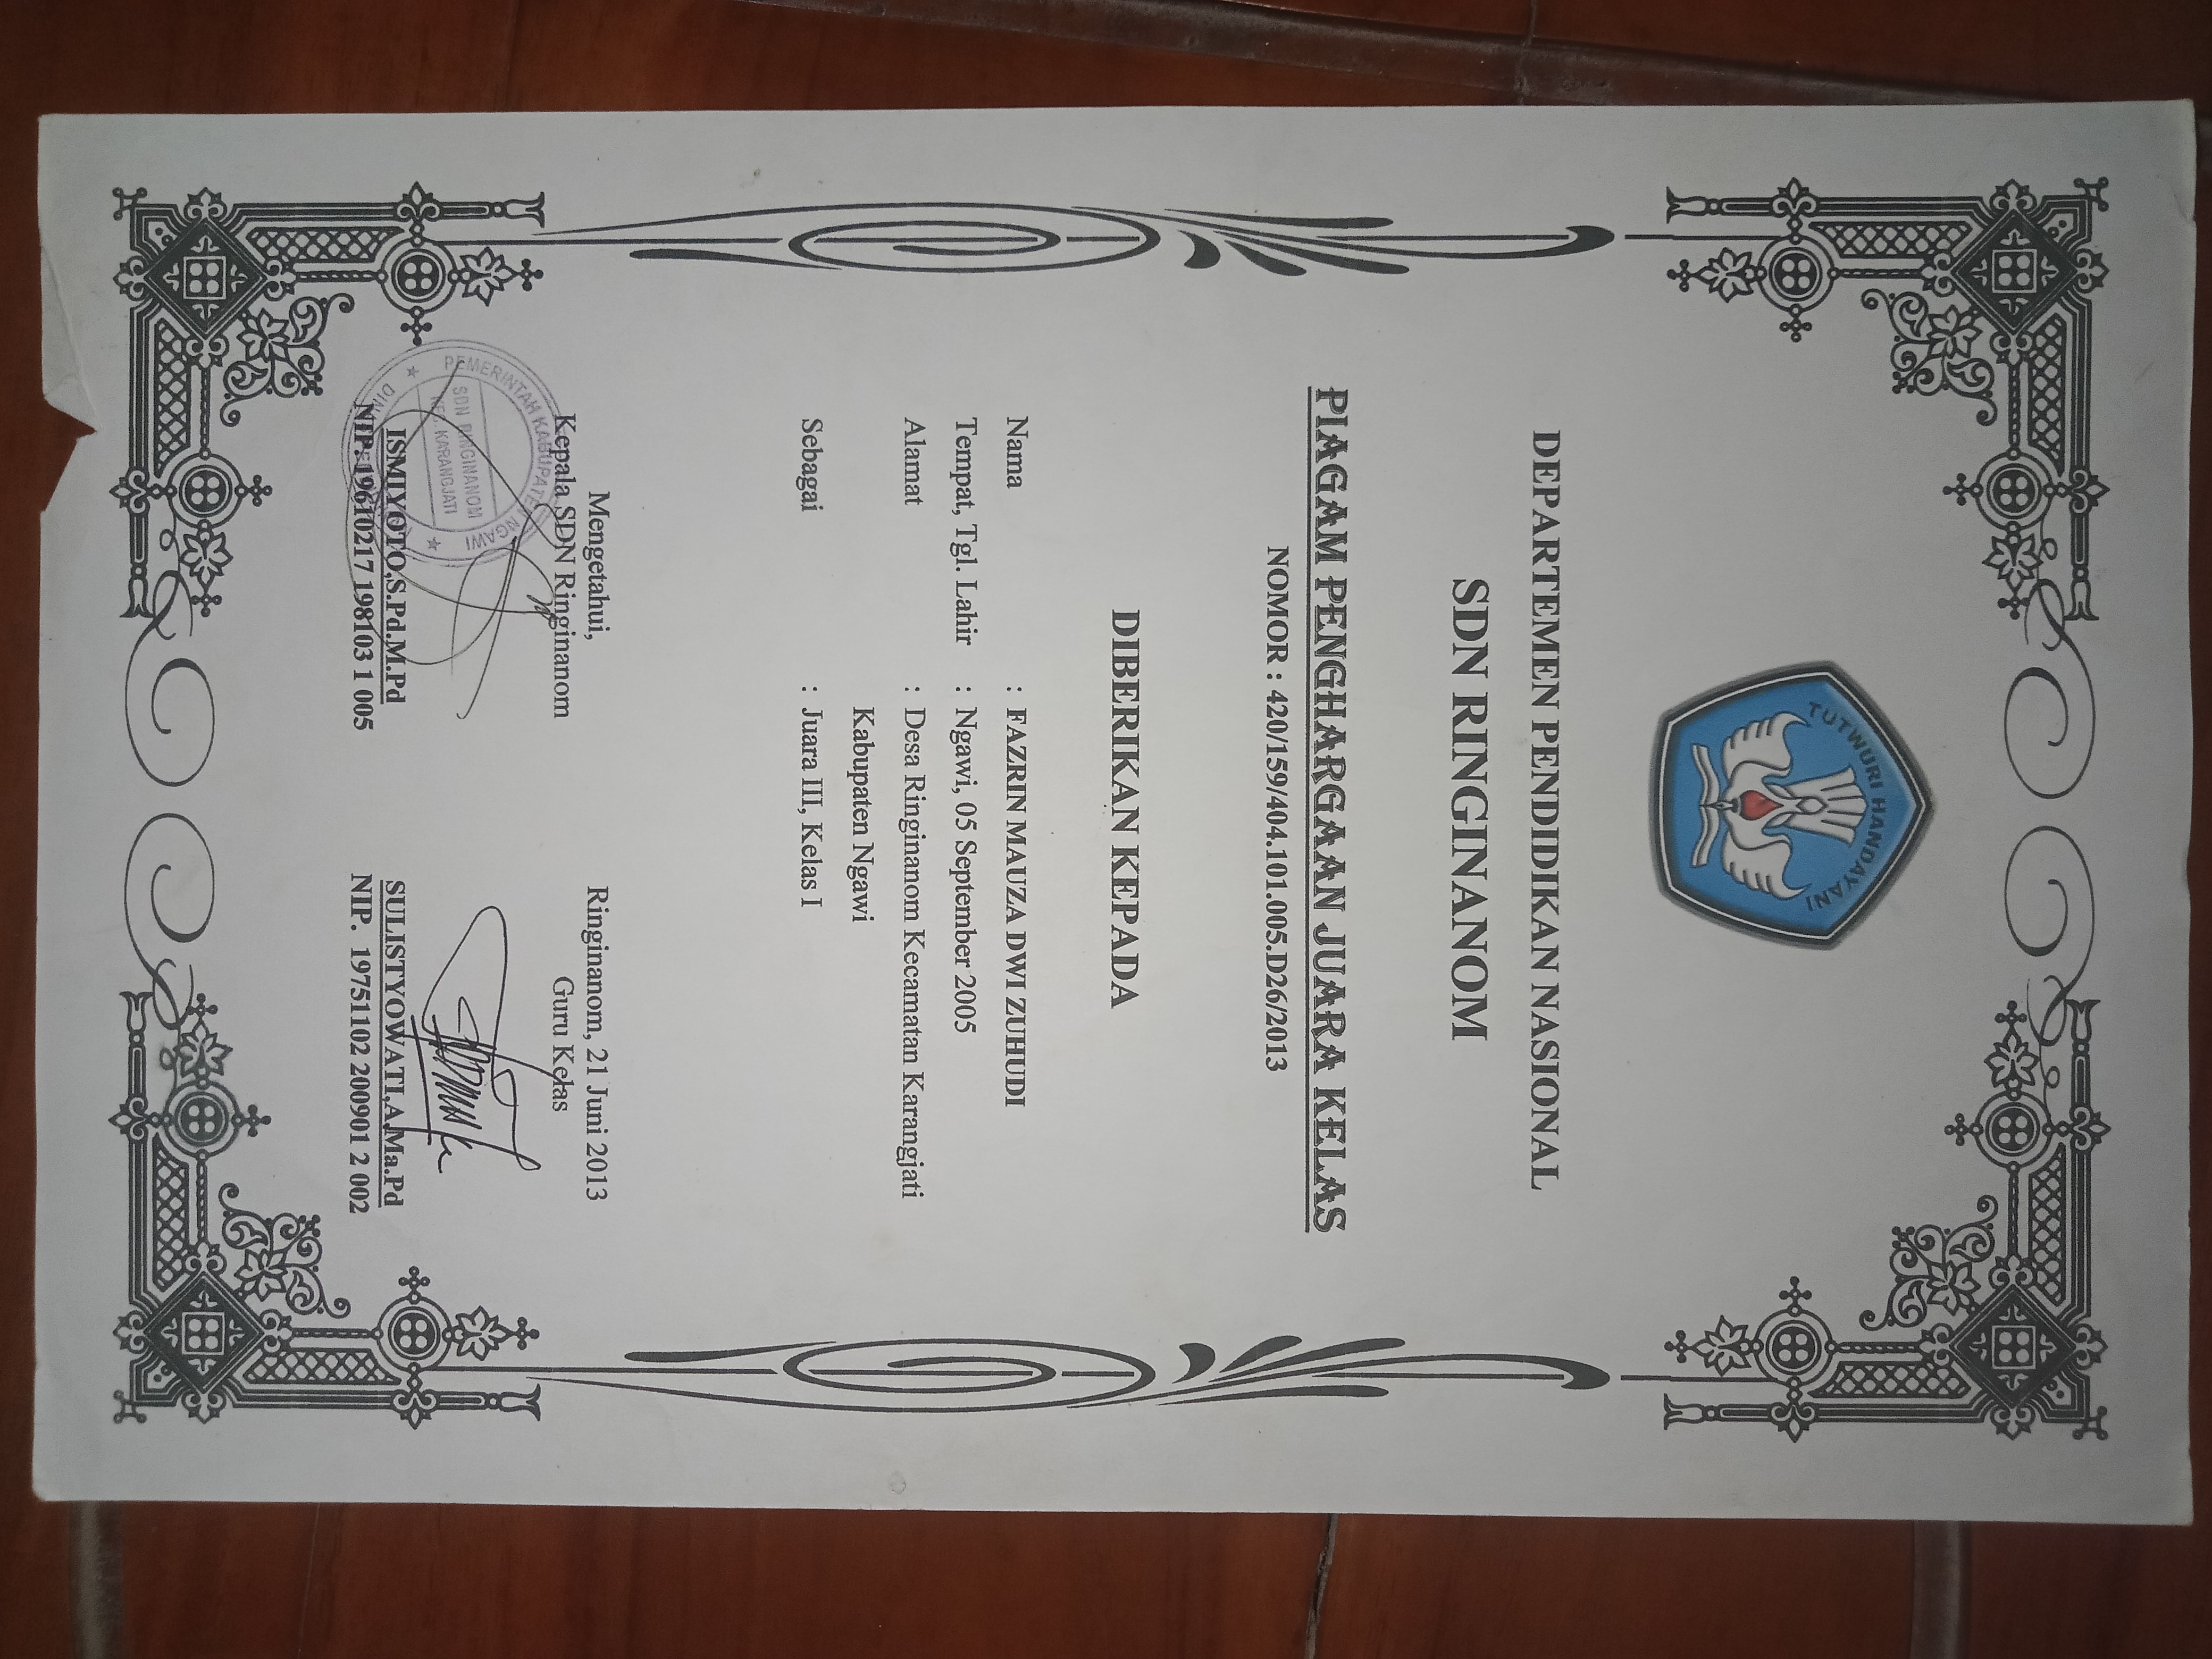 TUTWURI HANDAYANI
DEPARTEMEN PENDIDIKAN NASIONAL
SDN RINGINANOM
PIAGAM PENGHARGAAN JUARA KELAS
NOMOR : 420/159/404.101.005.D26/2013
DIBERIKAN KEPADA
Nama : FAZRIN MAUZA DWI ZUHUDI
Tempat, Tgl. Lahir : Ngawi, 05 September 2005
Alamat : Desa Ringinanom Kecamatan Karangjati
Kabupaten Ngawi
Sebagai : Juara III, Kelas I
Mengetahui,
Kepala SDN Ringinanom
PEMERINTAH KABUPATEN NGAWI
SDN RINGINANOM
KEC. KARANGJATI
ISMIYOTO,S.Pd.M.Pd
NIP. 19610217 198103 1 005
Ringinanom, 21 Juni 2013
Guru Kelas
SULISTYOWATI,A.Ma.Pd
NIP. 19751102 200901 2 002